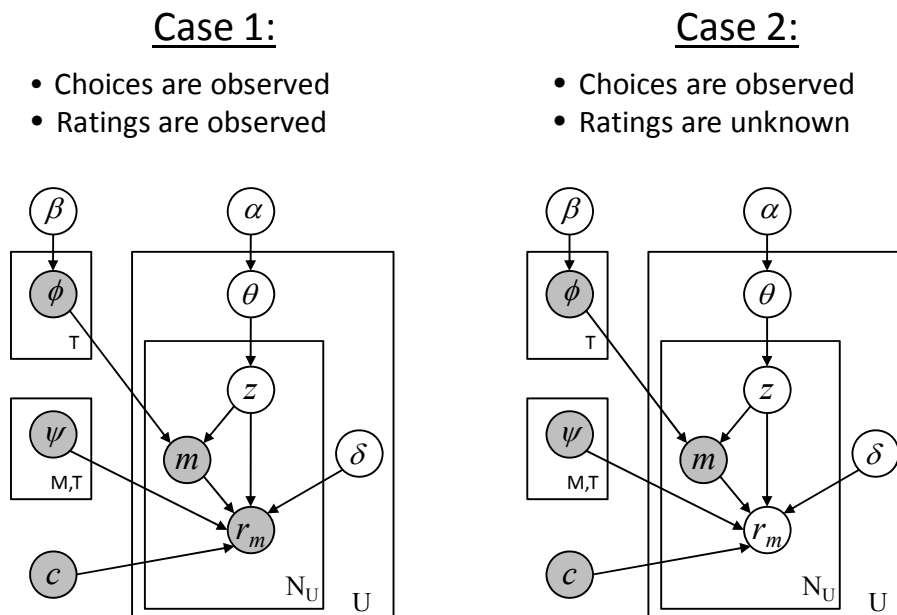 Case 1:
• Choices are observed
• Ratings are observed
β
α
ϕ
T
θ
z
ψ
M,T
m
δ
r_m
c
N_U
U
Case 2:
• Choices are observed
• Ratings are unknown
β
α
ϕ
T
θ
z
ψ
M,T
m
δ
r_m
c
N_U
U